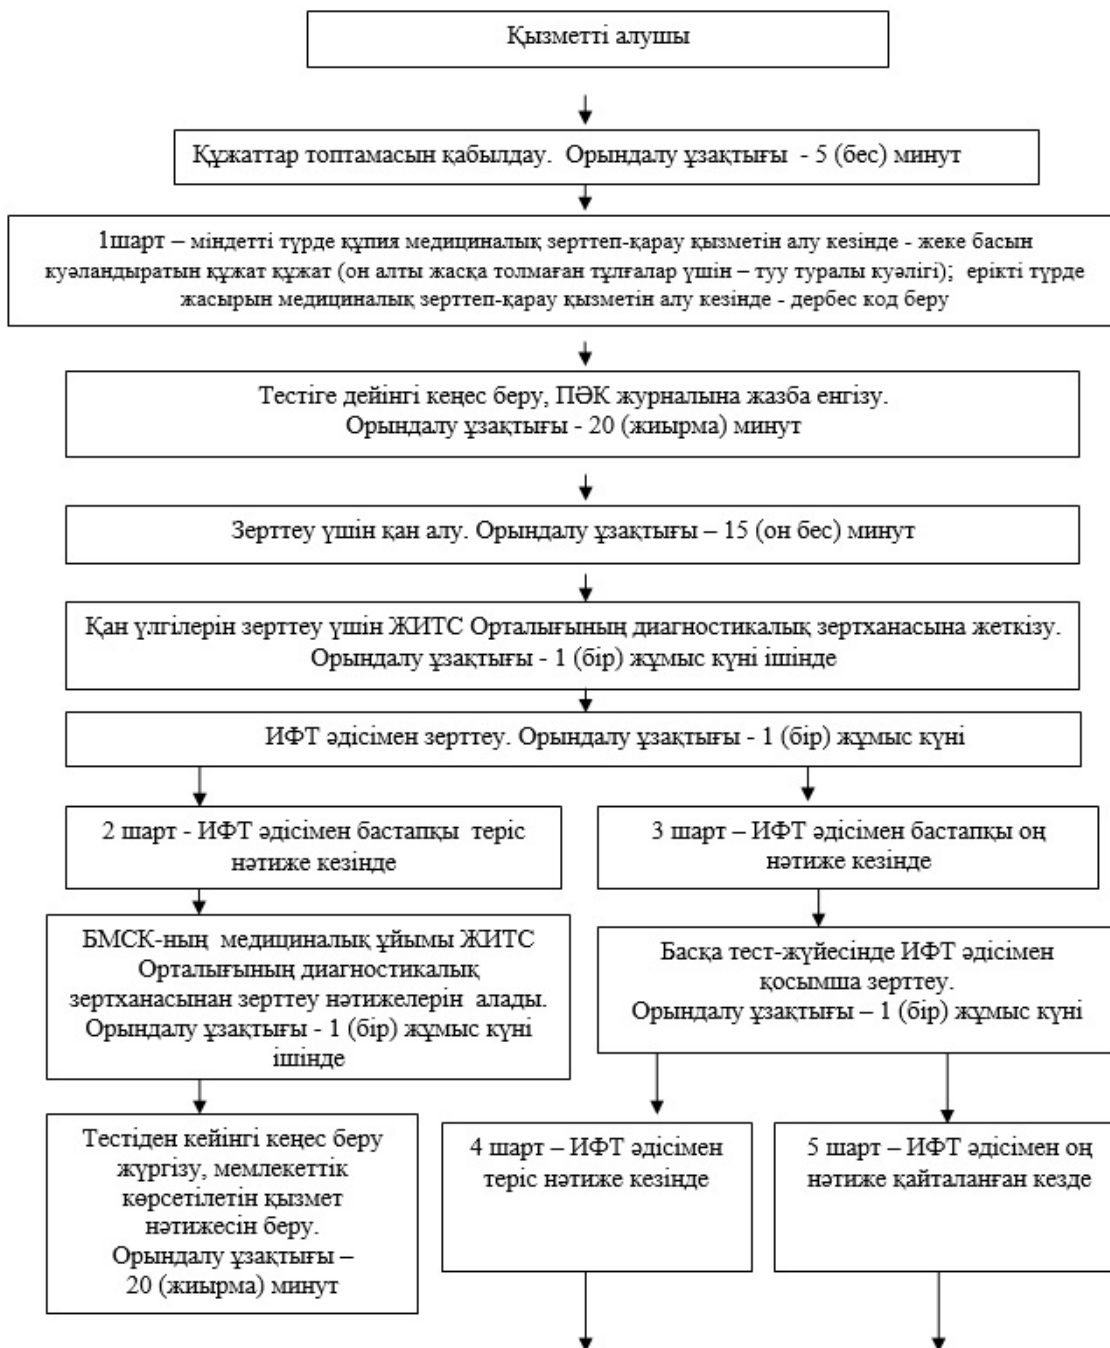 Қызметті алушы
Құжаттар топтамасын қабылдау. Орындалу ұзақтығы - 5 (бес) минут
1шарт – міндетті түрде құпия медициналық зерттеп-қарау қызметін алу кезінде - жеке басын
куәландыратын құжат құжат (он алты жасқа толмаған тұлғалар үшін – туу туралы куәлігі); ерікті түрде
жасырын медициналық зерттеп-қарау қызметін алу кезінде - дербес код беру
Тестіге дейінгі кеңес беру, ПӘК журналына жазба енгізу.
Орындалу ұзақтығы - 20 (жиырма) минут
Зерттеу үшін қан алу. Орындалу ұзақтығы – 15 (он бес) минут
Қан үлгілерін зерттеу үшін ЖИТС Орталығының диагностикалық зертханасына жеткізу.
Орындалу ұзақтығы - 1 (бір) жұмыс күні ішінде
ИФТ әдісімен зерттеу. Орындалу ұзақтығы - 1 (бір) жұмыс күні
2 шарт - ИФТ әдісімен бастапқы теріс
нәтиже кезінде
3 шарт – ИФТ әдісімен бастапқы оң
нәтиже кезінде
БМСК-ның медициналық ұйымы ЖИТС
Орталығының диагностикалық
зертханасынан зерттеу нәтижелерін алады.
Орындалу ұзақтығы - 1 (бір) жұмыс күні
ішінде
Басқа тест-жүйесінде ИФТ әдісімен
қосымша зерттеу.
Орындалу ұзақтығы – 1 (бір) жұмыс күні
Тестіден кейінгі кеңес беру
жүргізу, мемлекеттік
көрсетілетін қызмет
нәтижесін беру.
Орындалу ұзақтығы –
20 (жиырма) минут
4 шарт – ИФТ әдісімен
теріс нәтиже кезінде
5 шарт – ИФТ әдісімен оң
нәтиже қайталанған кезде